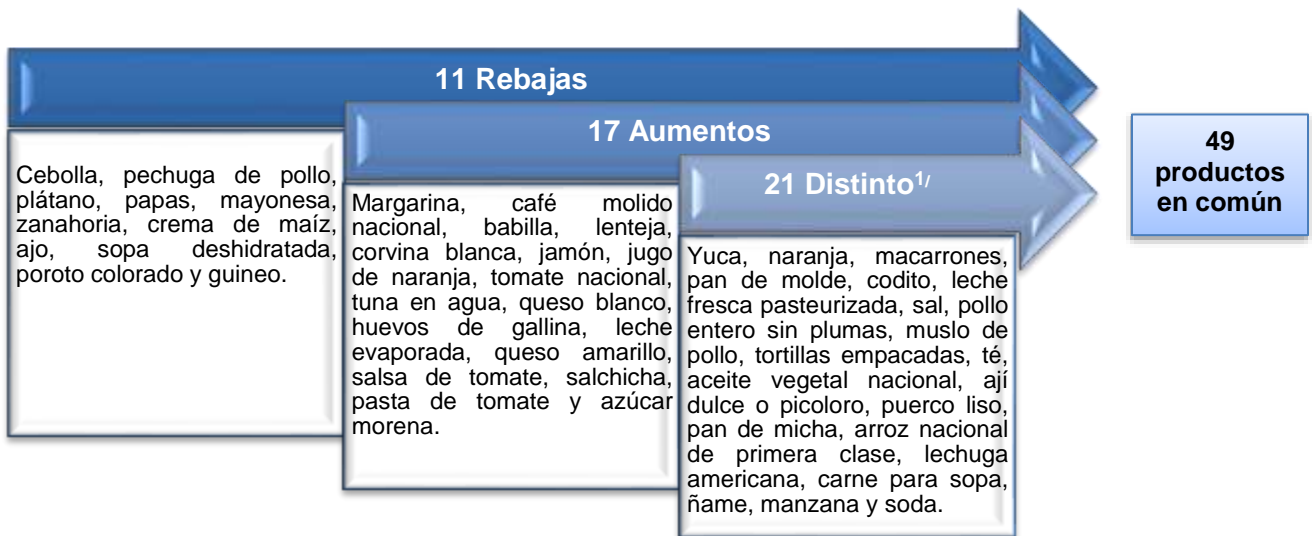 11 Rebajas
Cebolla, pechuga de pollo,
plátano, papas, mayonesa,
zanahoria, crema de maíz,
ajo, sopa deshidratada,
poroto colorado y guineo.
17 Aumentos
Margarina, café molido
nacional, babilla, lenteja,
corvina blanca, jamón, jugo
de naranja, tomate nacional,
tuna en agua, queso blanco,
huevos de gallina, leche
evaporada, queso amarillo,
salsa de tomate, salchicha,
pasta de tomate y azúcar
morena.
21 Distinto1/
Yuca, naranja, macarrones,
pan de molde, codito, leche
fresca pasteurizada, sal, pollo
entero sin plumas, muslo de
pollo, tortillas empacadas, té,
aceite vegetal nacional, ají
dulce o picoloro, puerco liso,
pan de micha, arroz nacional
de primera clase, lechuga
americana, carne para sopa,
ñame, manzana y soda.
49
productos
en común